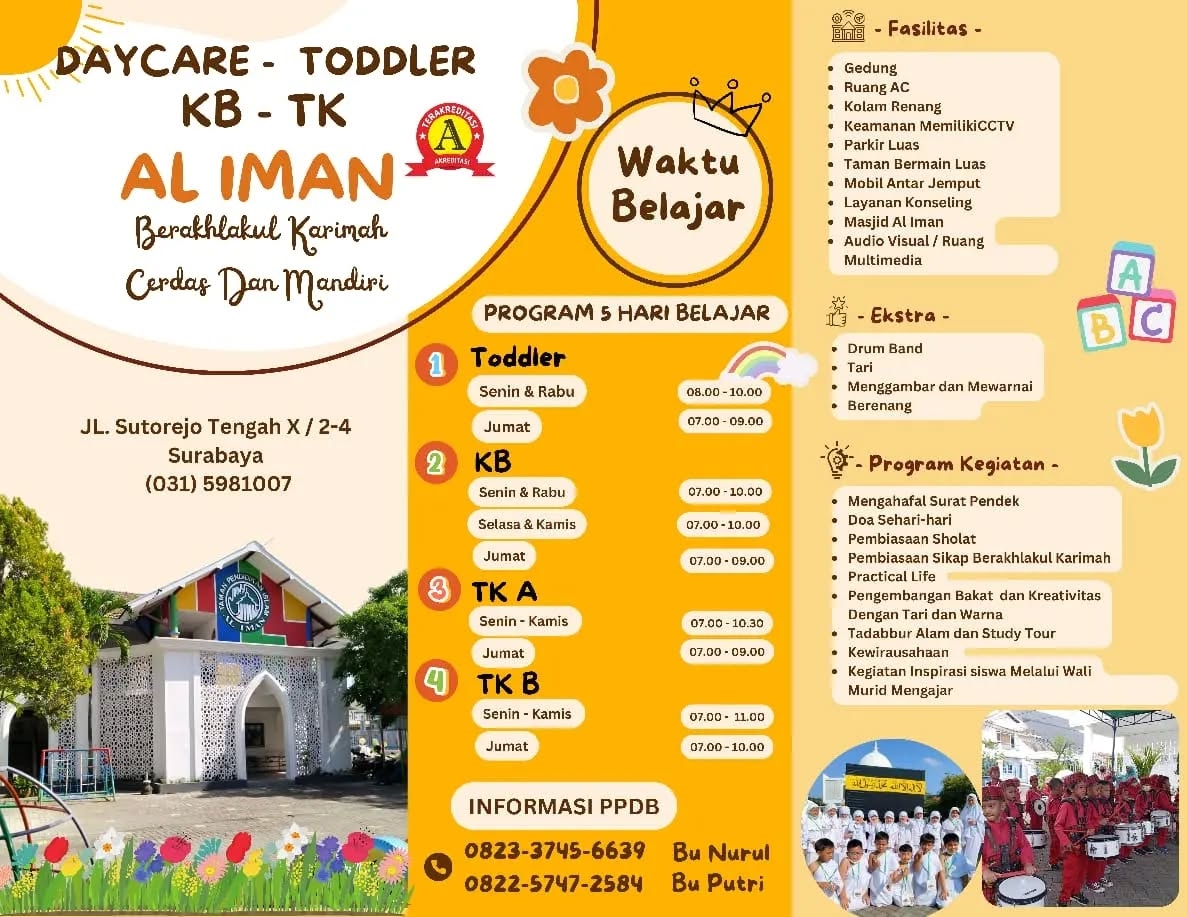 DAYCARE - TODDLER
KB - TK
AL IMAN
TERAKREDITASI
A
AKREDITASI
Berakhlakul Karimah
Cerdas Dan Mandiri
JL. Sutorejo Tengah X / 2-4
Surabaya
(031) 5981007
TAMAN PENDIDIKAN ISLAM
AL IMAN
Waktu
Belajar
PROGRAM 5 HARI BELAJAR
1 Toddler
Senin & Rabu 08.00 - 10.00
Jumat 07.00 - 09.00
2 KB
Senin & Rabu 07.00 - 10.00
Selasa & Kamis 07.00 - 10.00
Jumat 07.00 - 09.00
3 TK A
Senin - Kamis 07.00 - 10.30
Jumat 07.00 - 09.00
4 TK B
Senin - Kamis 07.00 - 11.00
Jumat 07.00 - 10.00
INFORMASI PPDB
0823-3745-6639 Bu Nurul
0822-5747-2584 Bu Putri
- Fasilitas -
• Gedung
• Ruang AC
• Kolam Renang
• Keamanan MemilikiCCTV
• Parkir Luas
• Taman Bermain Luas
• Mobil Antar Jemput
• Layanan Konseling
• Masjid Al Iman
• Audio Visual / Ruang
Multimedia
A
B C
- Ekstra -
• Drum Band
• Tari
• Menggambar dan Mewarnai
• Berenang
- Program Kegiatan -
• Mengahafal Surat Pendek
• Doa Sehari-hari
• Pembiasaan Sholat
• Pembiasaan Sikap Berakhlakul Karimah
• Practical Life
• Pengembangan Bakat dan Kreativitas
Dengan Tari dan Warna
• Tadabbur Alam dan Study Tour
• Kewirausahaan
• Kegiatan Inspirasi siswa Melalui Wali
Murid Mengajar